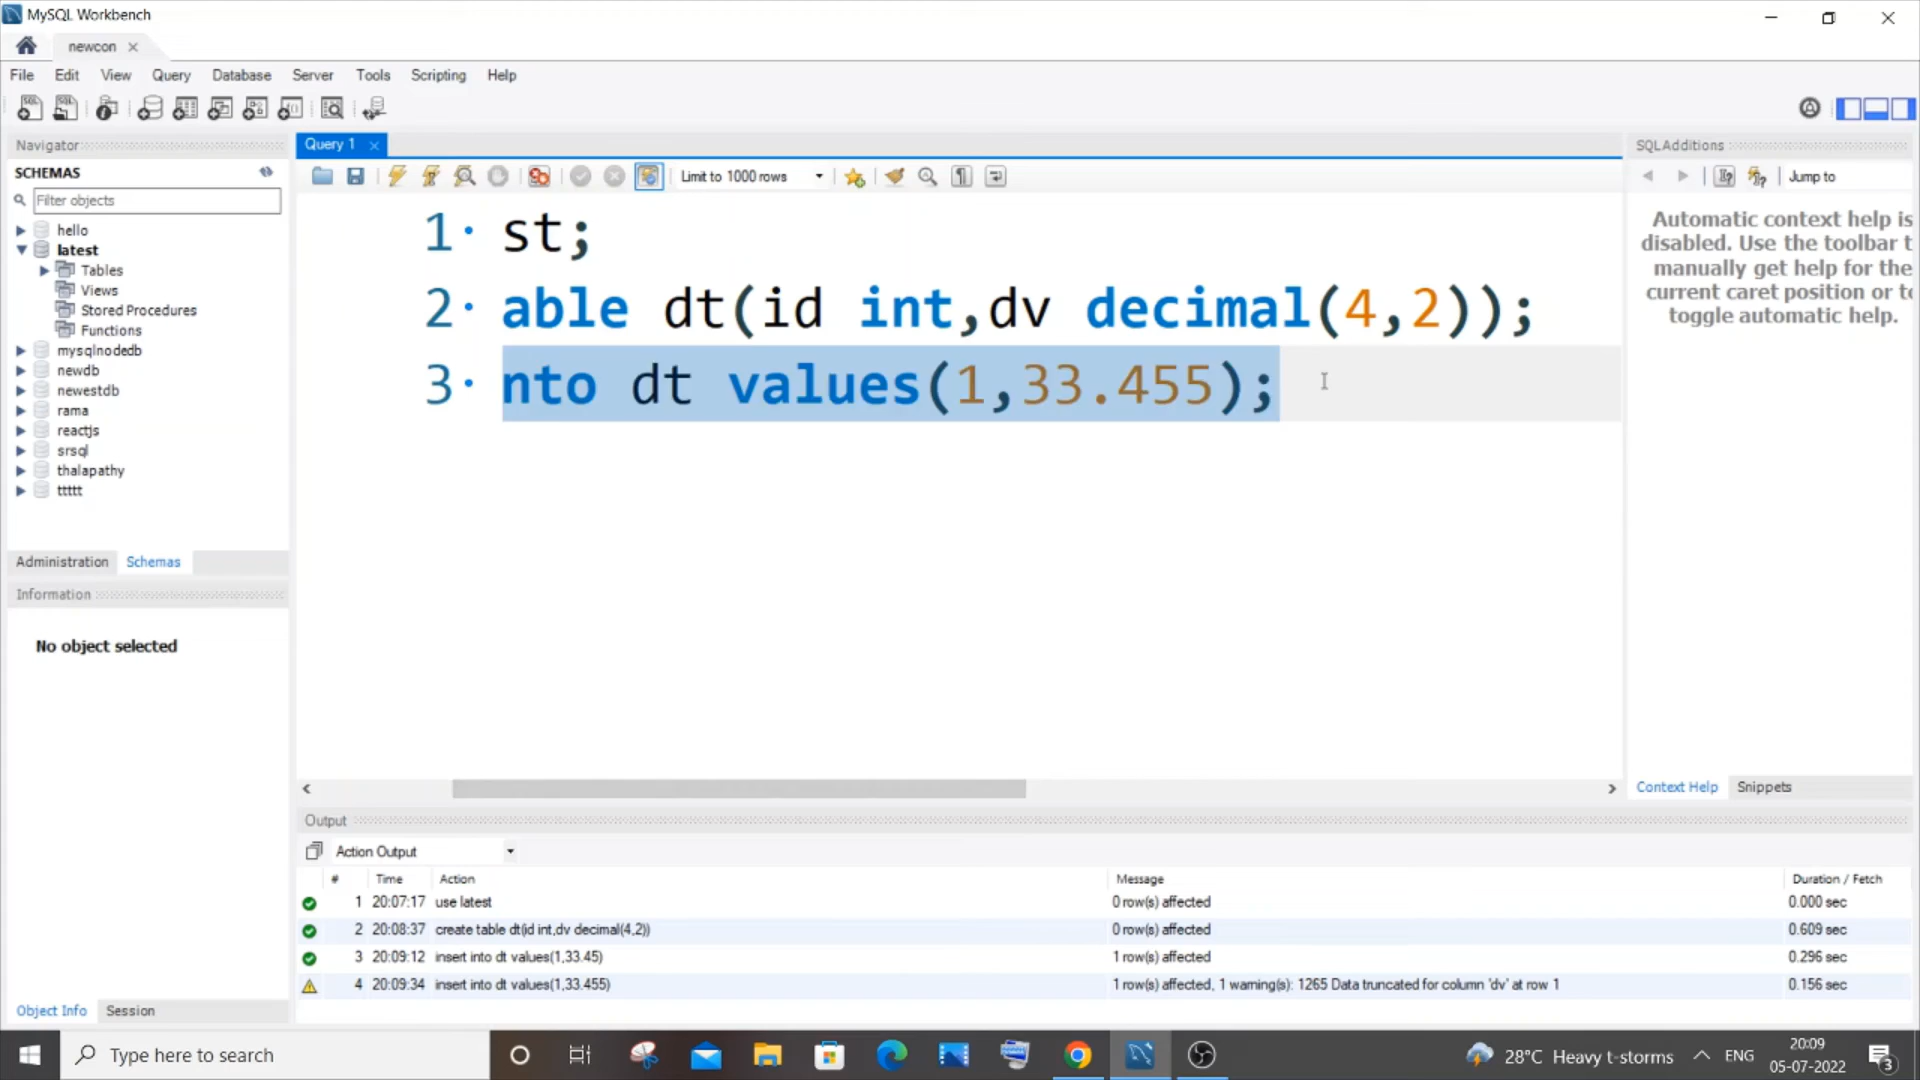 MySQL Workbench
newcon
File Edit View Query Database Server Tools Scripting Help
Navigator
SCHEMAS
Filter objects
hello
latest
Tables
Views
Stored Procedures
Functions
mysqlnodedb
newdb
newestdb
rama
reactjs
srsql
thalapathy
ttttt
Administration Schemas
Information
No object selected
Object Info Session
Query 1
Limit to 1000 rows
1 st;
2 able dt(id int,dv decimal(4,2));
3 nto dt values(1,33.455);
SQLAdditions
Jump to
Automatic context help is
disabled. Use the toolbar t
manually get help for the
current caret position or to
toggle automatic help.
Context Help Snippets
Output
Action Output
# Time Action Message Duration / Fetch
1 20:07:17 use latest 0 row(s) affected 0.000 sec
2 20:08:37 create table dt(id int,dv decimal(4,2)) 0 row(s) affected 0.609 sec
3 20:09:12 insert into dt values(1,33.45) 1 row(s) affected 0.296 sec
4 20:09:34 insert into dt values(1,33.455) 1 row(s) affected, 1 warning(s): 1265 Data truncated for column 'dv' at row 1 0.156 sec
Type here to search
28°C Heavy t-storms
ENG
20:09
05-07-2022
3